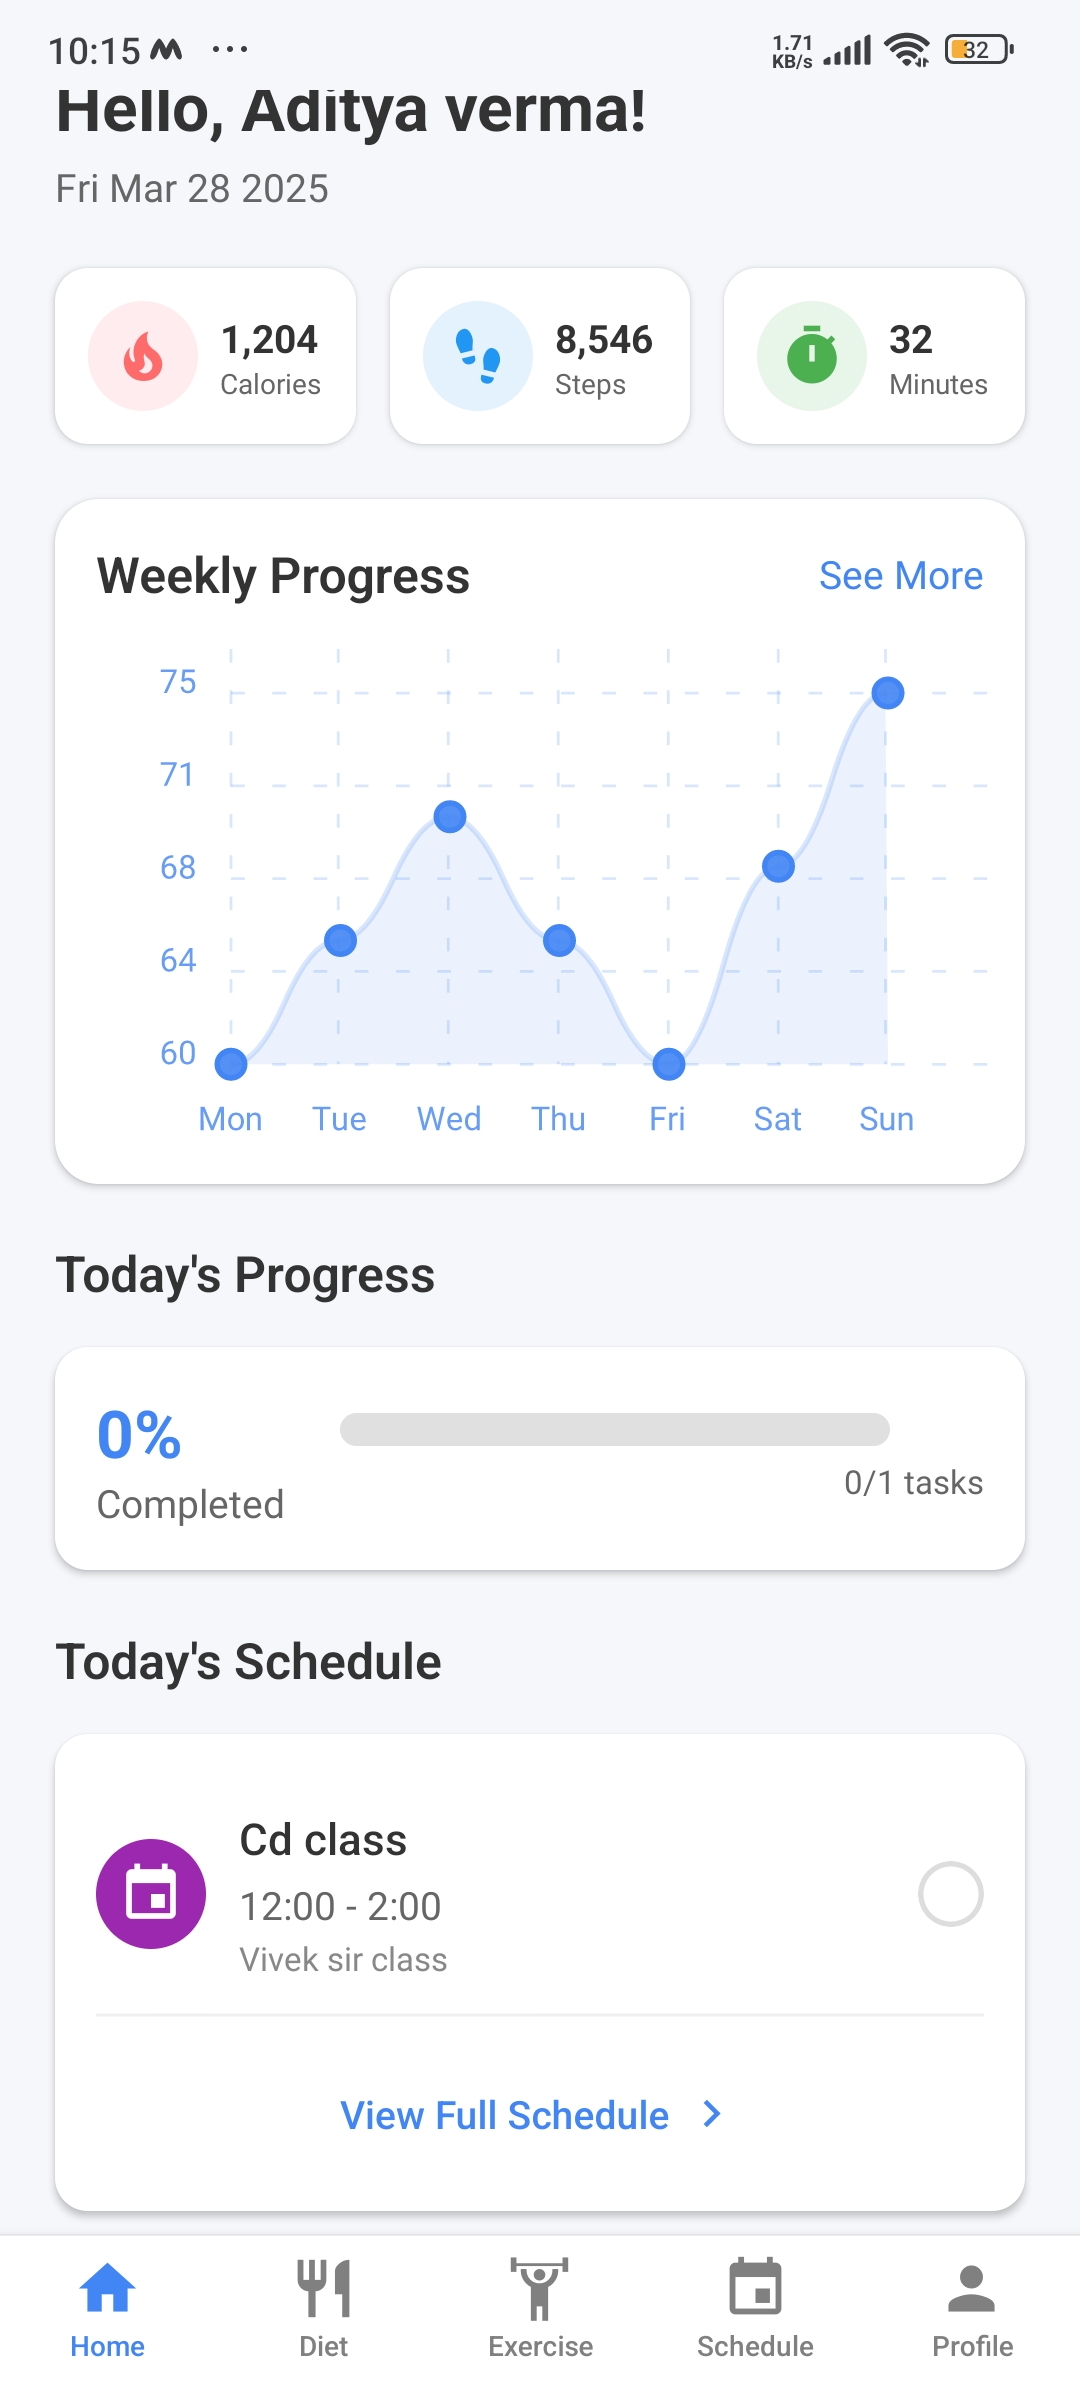 10:15 ... 1.71 KB/s 32
Hello, Aditya verma!
Fri Mar 28 2025
1,204 8,546 32
Calories Steps Minutes
Weekly Progress See More
75
71
68
64
60
Mon Tue Wed Thu Fri Sat Sun
Today's Progress
0%
Completed
0/1 tasks
Today's Schedule
Cd class
12:00 - 2:00
Vivek sir class
View Full Schedule
Home Diet Exercise Schedule Profile